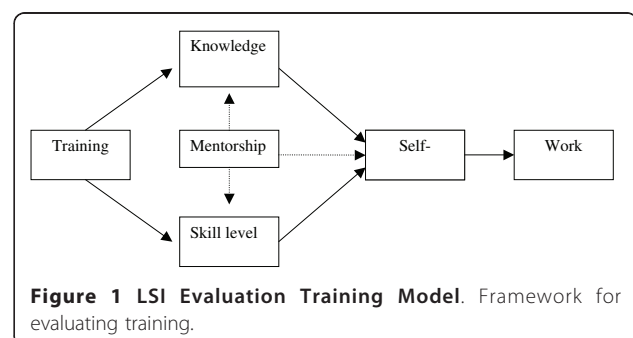 Knowledge
Training
Mentorship
Self-
Work
Skill level
Figure 1 LSI Evaluation Training Model. Framework for
evaluating training.